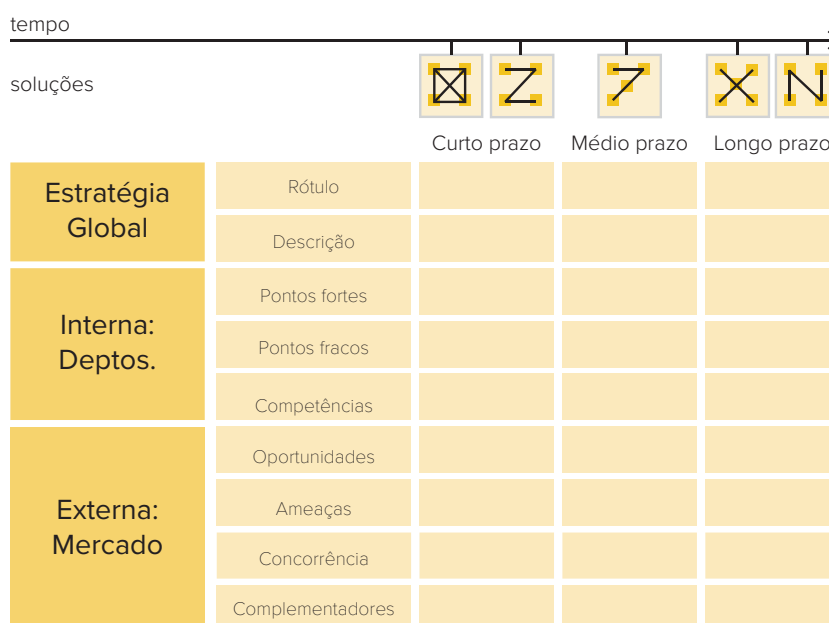 tempo
soluções
Curto prazo
Médio prazo
Longo prazo
Estratégia
Global
Rótulo
Descrição
Interna:
Deptos.
Pontos fortes
Pontos fracos
Competências
Externa:
Mercado
Oportunidades
Ameaças
Concorrência
Complementadores